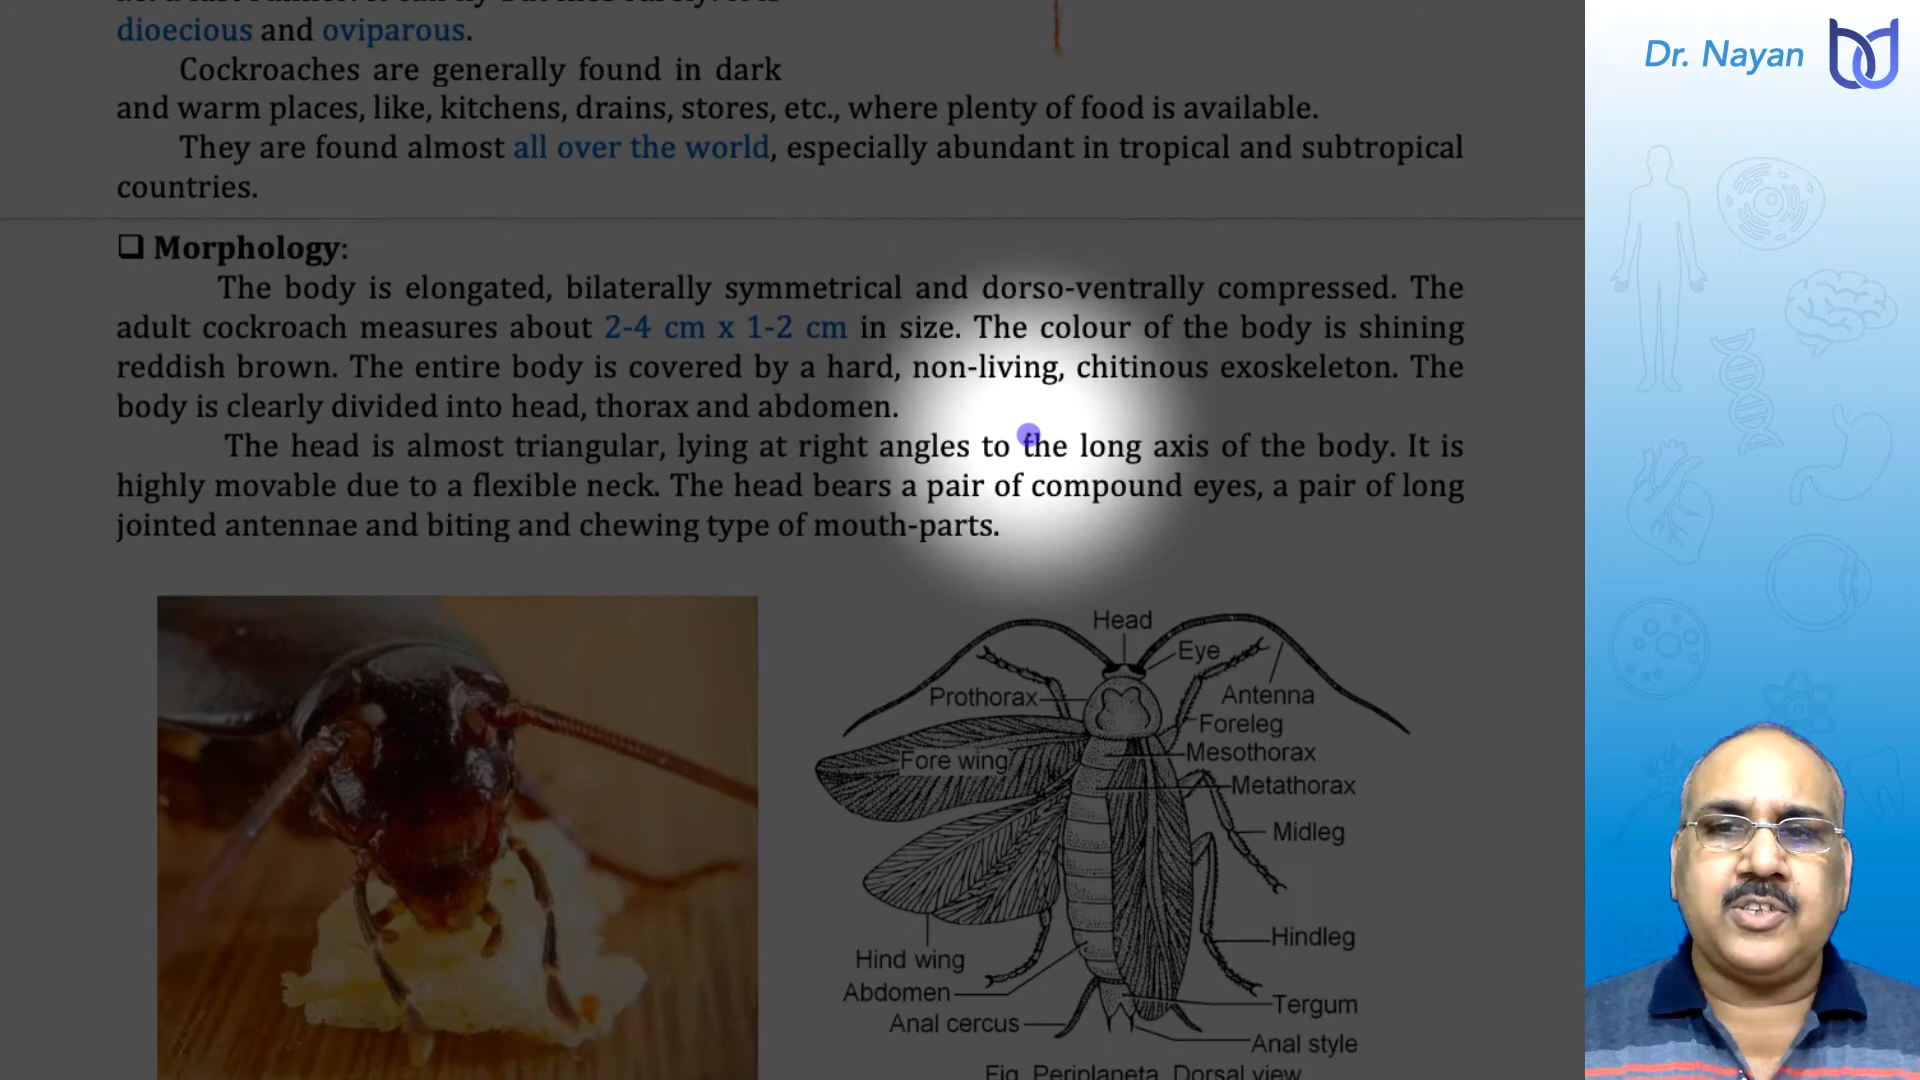 dioecious and oviparous.
Cockroaches are generally found in dark
and warm places, like, kitchens, drains, stores, etc., where plenty of food is available.
They are found almost all over the world, especially abundant in tropical and subtropical
countries.
❑ Morphology:
The body is elongated, bilaterally symmetrical and dorso-ventrally compressed. The
adult cockroach measures about 2-4 cm x 1-2 cm in size. The colour of the body is shining
reddish brown. The entire body is covered by a hard, non-living, chitinous exoskeleton. The
body is clearly divided into head, thorax and abdomen.
The head is almost triangular, lying at right angles to the long axis of the body. It is
highly movable due to a flexible neck. The head bears a pair of compound eyes, a pair of long
jointed antennae and biting and chewing type of mouth-parts.
Head
Eye
Prothorax
Antenna
Foreleg
Mesothorax
Fore wing
Metathorax
Midleg
Hindleg
Hind wing
Abdomen
Tergum
Anal cercus
Anal style
Fig. Periplaneta Dorsal view
Dr. Nayan